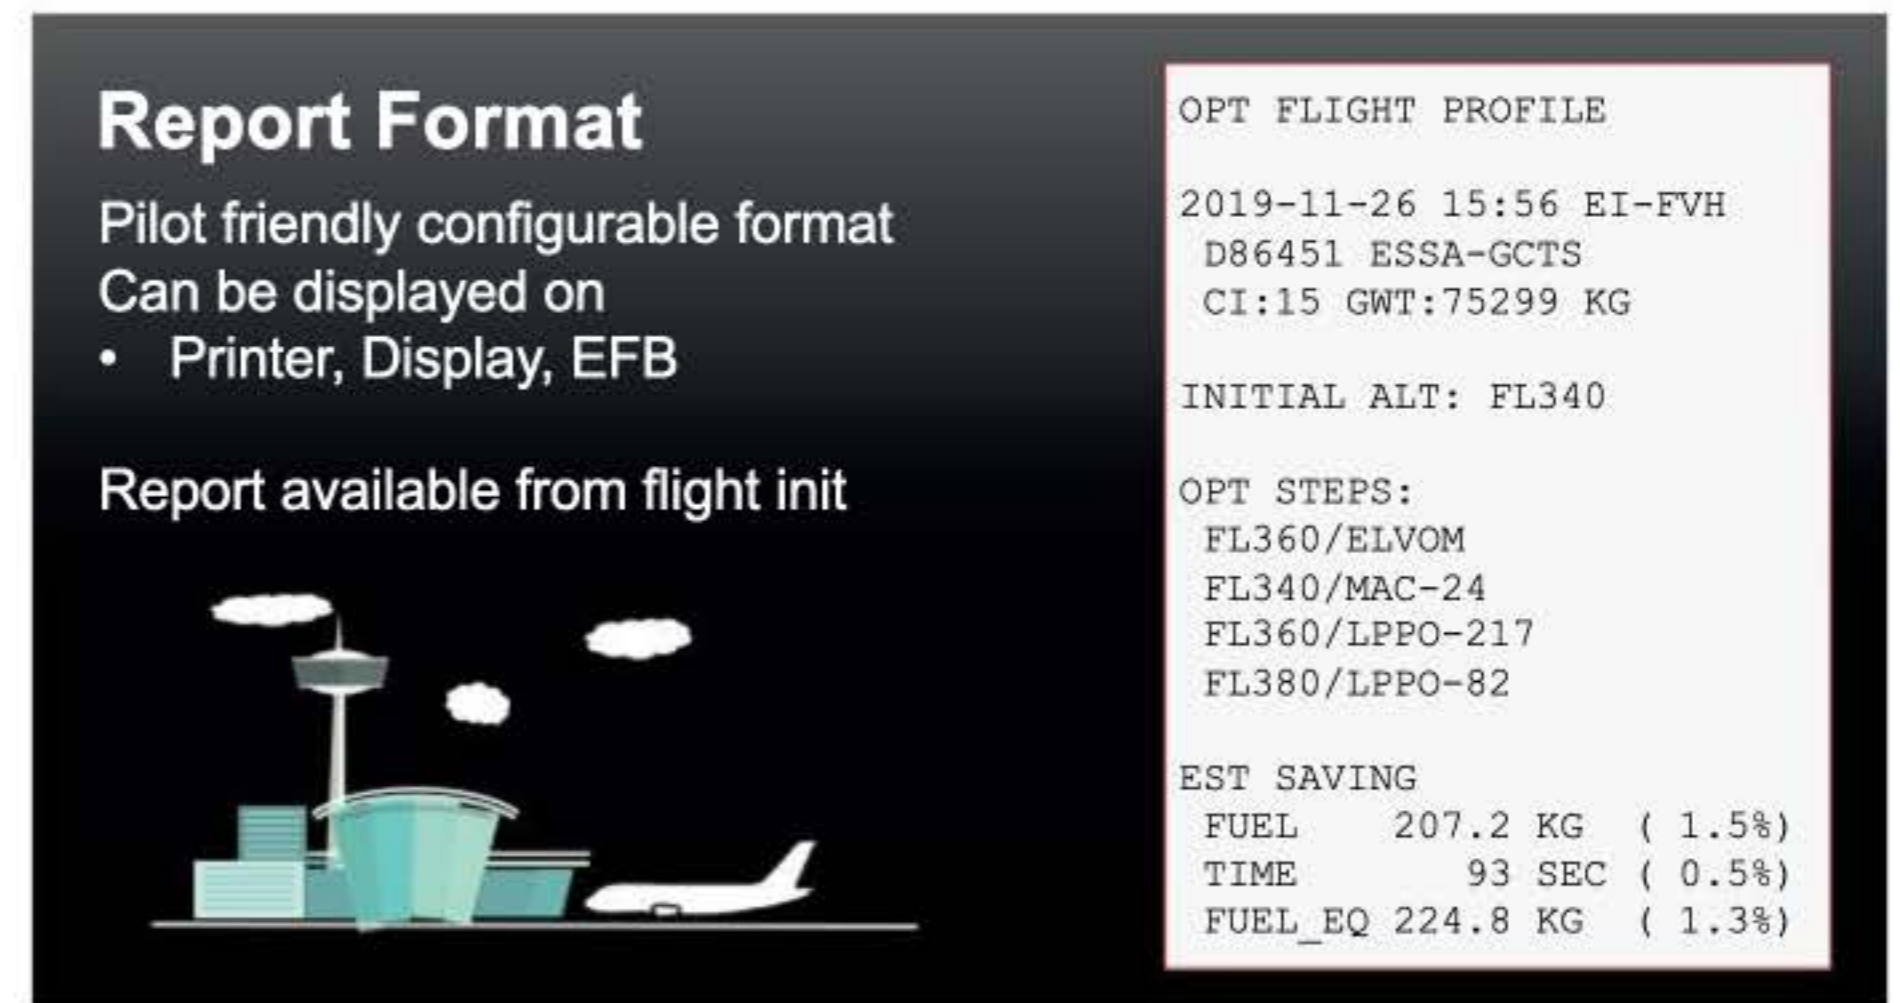 Report Format
Pilot friendly configurable format
Can be displayed on
• Printer, Display, EFB
Report available from flight init
OPT FLIGHT PROFILE
2019-11-26 15:56 EI-FVH
D86451 ESSA-GCTS
CI:15 GWT:75299 KG
INITIAL ALT: FL340
OPT STEPS:
FL360/ELVOM
FL340/MAC-24
FL360/LPPO-217
FL380/LPPO-82
EST SAVING
FUEL 207.2 KG ( 1.5%)
TIME 93 SEC ( 0.5%)
FUEL_EQ 224.8 KG ( 1.3%)